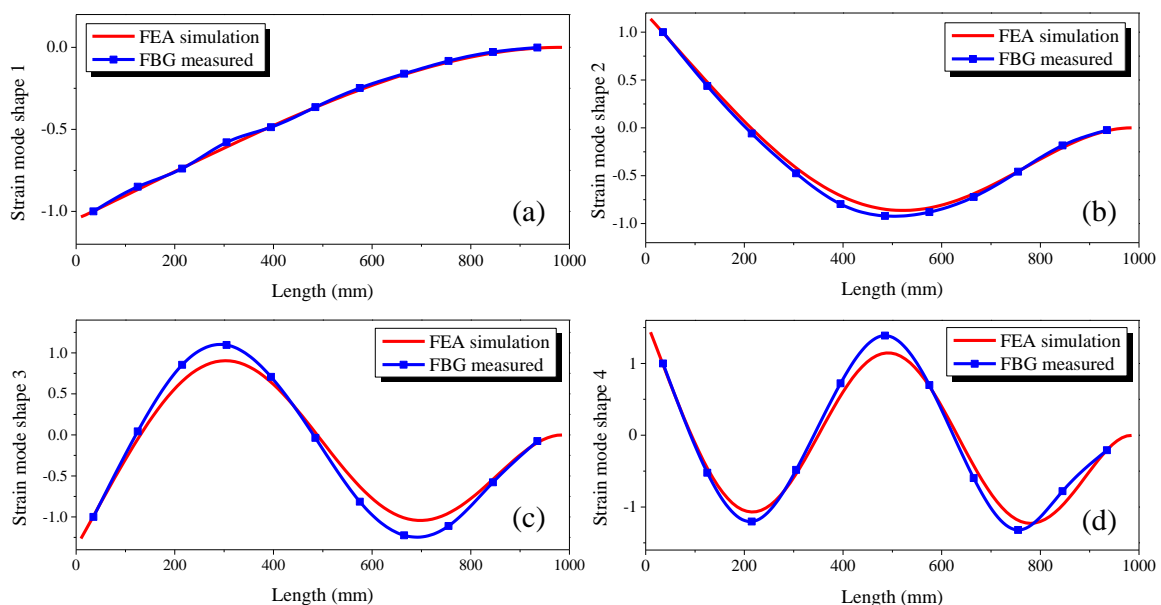 FEA simulation
FBG measured
0.0
-0.5
-1.0
Strain mode shape 1
(a)
0
200
400
600
800
1000
Length (mm)
FEA simulation
FBG measured
1.0
0.5
0.0
-0.5
-1.0
Strain mode shape 2
(b)
0
200
400
600
800
1000
Length (mm)
FEA simulation
FBG measured
1.0
0.5
0.0
-0.5
-1.0
Strain mode shape 3
(c)
0
200
400
600
800
1000
Length (mm)
FEA simulation
FBG measured
1
0
-1
Strain mode shape 4
(d)
0
200
400
600
800
1000
Length (mm)